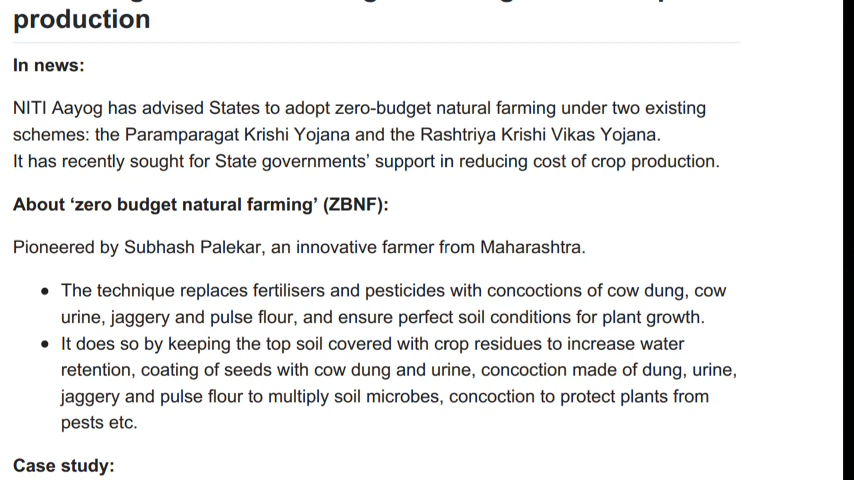 production
In news:
NITI Aayog has advised States to adopt zero-budget natural farming under two existing
schemes: the Paramparagat Krishi Yojana and the Rashtriya Krishi Vikas Yojana.
It has recently sought for State governments’ support in reducing cost of crop production.
About ‘zero budget natural farming’ (ZBNF):
Pioneered by Subhash Palekar, an innovative farmer from Maharashtra.
● The technique replaces fertilisers and pesticides with concoctions of cow dung, cow
urine, jaggery and pulse flour, and ensure perfect soil conditions for plant growth.
● It does so by keeping the top soil covered with crop residues to increase water
retention, coating of seeds with cow dung and urine, concoction made of dung, urine,
jaggery and pulse flour to multiply soil microbes, concoction to protect plants from
pests etc.
Case study: